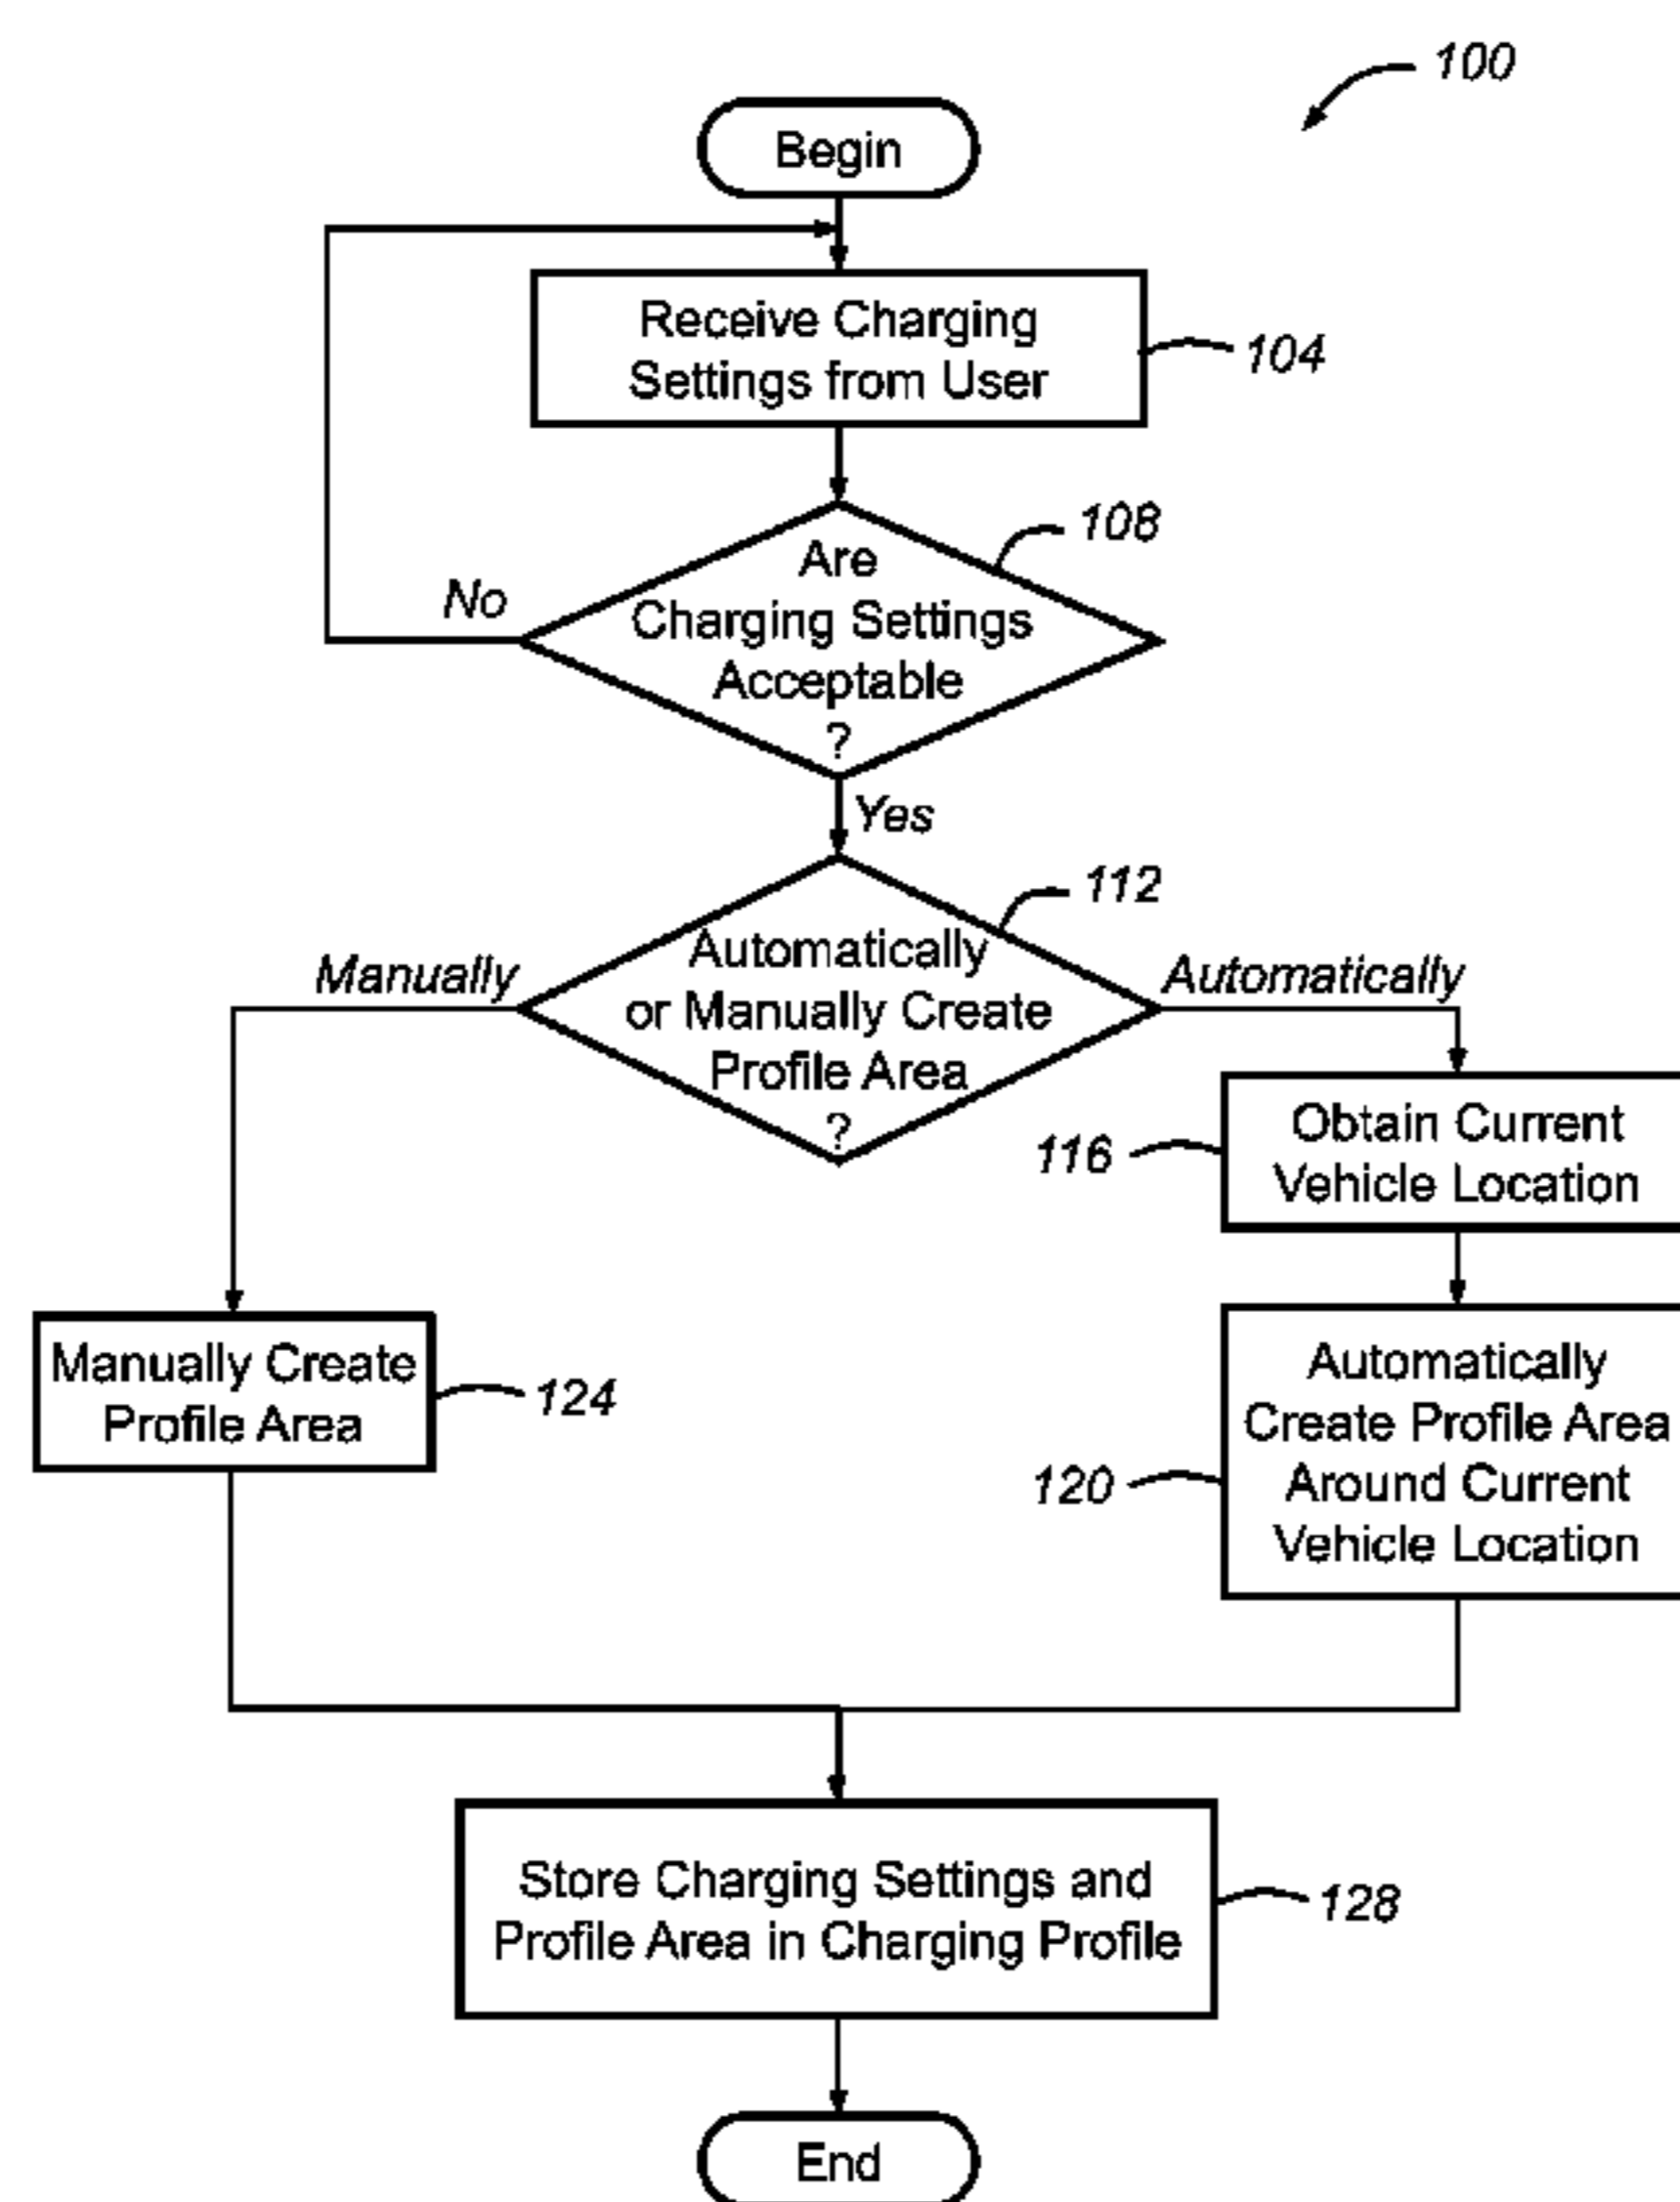 100
Begin
Receive Charging
Settings from User
104
108
Are
Charging Settings
Acceptable
?
No
Yes
112
Automatically
or Manually Create
Profile Area
?
Manually
Automatically
Obtain Current
Vehicle Location
116
Manually Create
Profile Area
124
Automatically
Create Profile Area
Around Current
Vehicle Location
120
Store Charging Settings and
Profile Area in Charging Profile
128
End